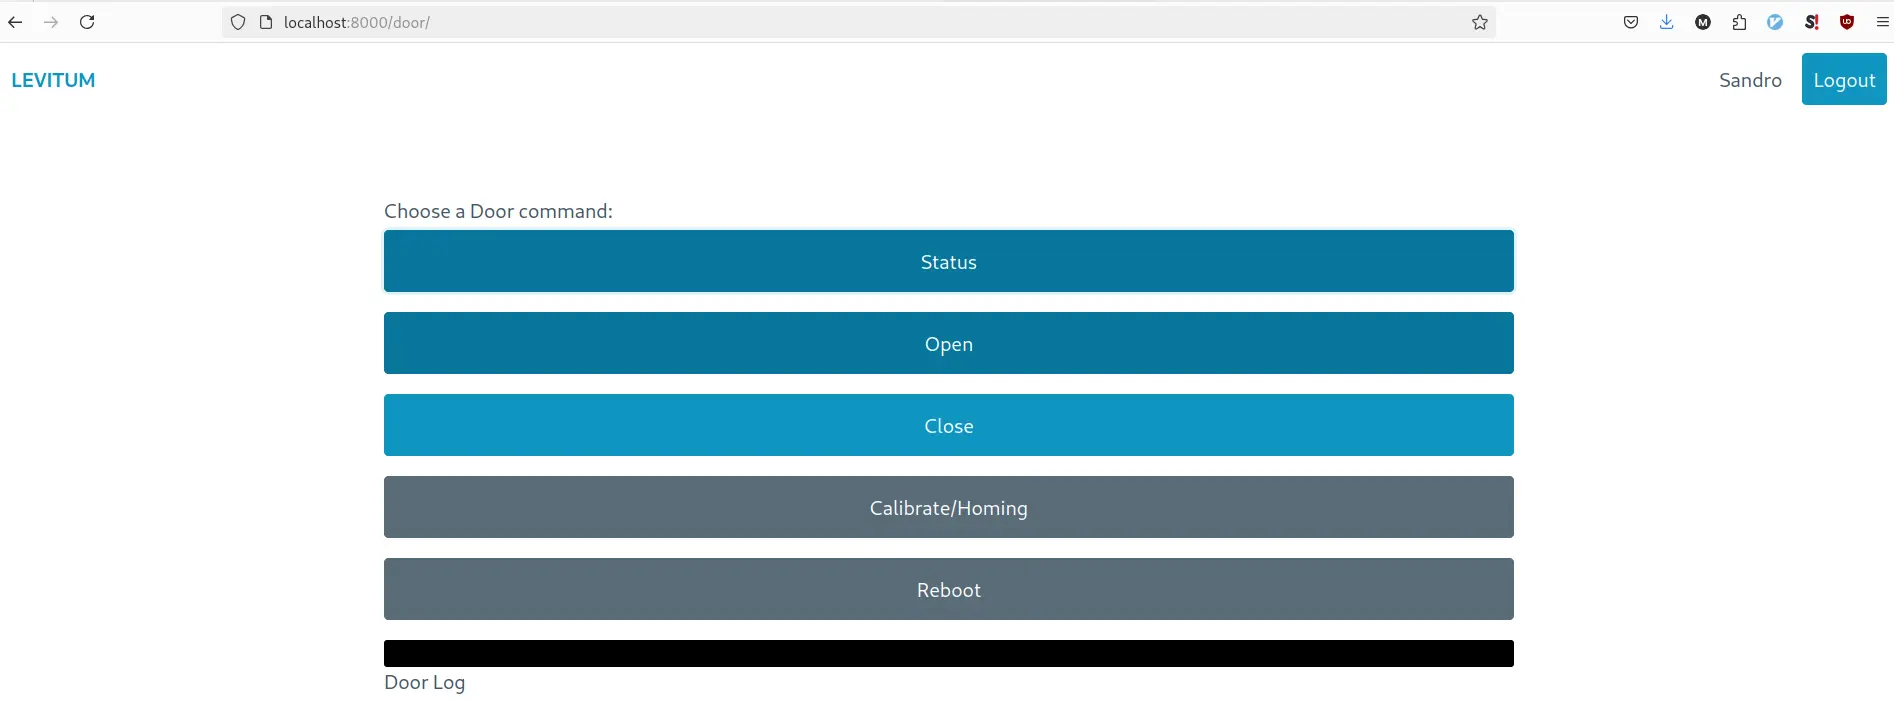 localhost:8000/door/
LEVITUM
Sandro
Logout
Choose a Door command:
Status
Open
Close
Calibrate/Homing
Reboot
Door Log